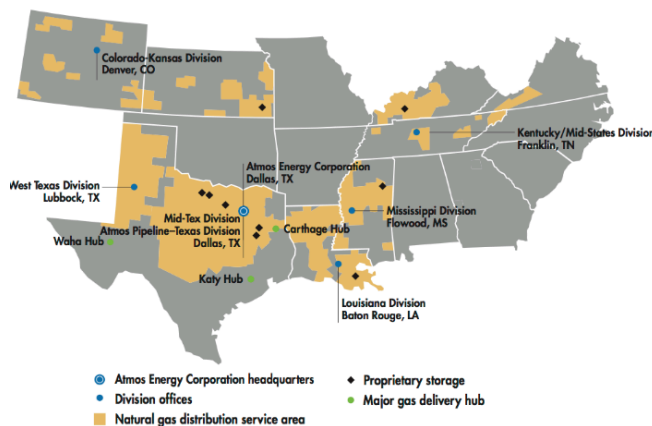 Colorado-Kansas Division
Denver, CO
Kentucky/Mid-States Division
Franklin, TN
Atmos Energy Corporation
Dallas, TX
West Texas Division
Lubbock, TX
Mid-Tex Division
Atmos Pipeline–Texas Division
Dallas, TX
Mississippi Division
Flowood, MS
Carthage Hub
Waha Hub
Katy Hub
Louisiana Division
Baton Rouge, LA
Atmos Energy Corporation headquarters
Division offices
Natural gas distribution service area
Proprietary storage
Major gas delivery hub